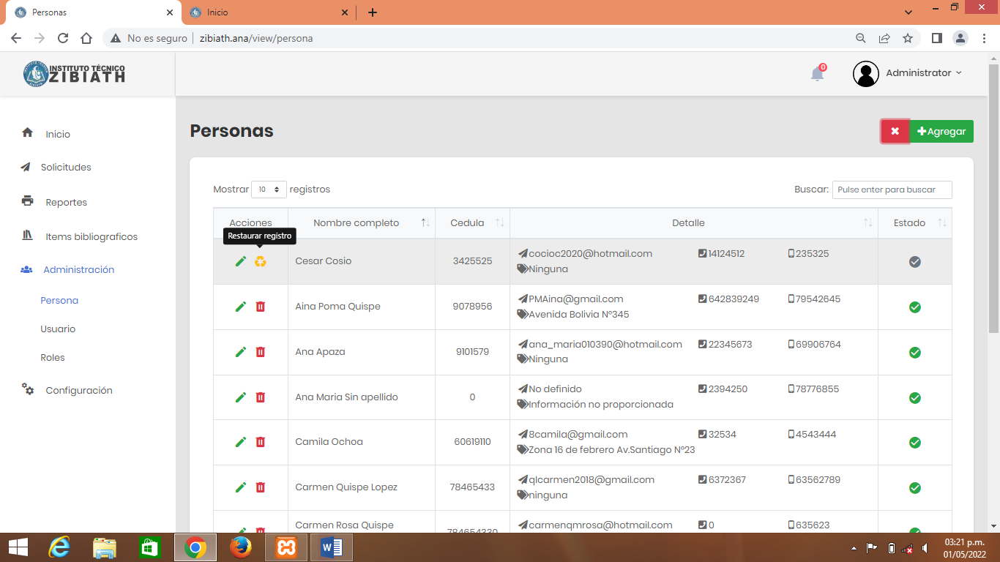 Personas
Inicio
No es seguro
zibiath.ana/view/persona
INSTITUTO TÉCNICO
ZIBIATH
0
Administrator
Inicio
Solicitudes
Reportes
Items bibliograficos
Administración
Persona
Usuario
Roles
Configuración
Personas
Agregar
Mostrar 10 registros
Buscar: Pulse enter para buscar
Acciones Nombre completo Cedula Detalle Estado
Restaurar registro
Cesar Cosio 3425525 cocioc2020@hotmail.com 14124512 235325
Ninguna
Aina Poma Quispe 9078956 PMAina@gmail.com 642839249 79542645
Avenida Bolivia N°345
Ana Apaza 9101579 ana_maria010390@hotmail.com 22345673 69906764
Ninguna
Ana Maria Sin apellido 0 No definido 2394250 78776855
Información no proporcionada
Camila Ochoa 60619110 8camila@gmail.com 32534 4543444
Zona 16 de febrero Av.Santiago N°23
Carmen Quispe Lopez 78465433 qlcarmen2018@gmail.com 6372367 63562789
ninguna
Carmen Rosa Quispe 784654330 carmenqmrosa@hotmail.com 0 635623
03:21 p.m.
01/05/2022